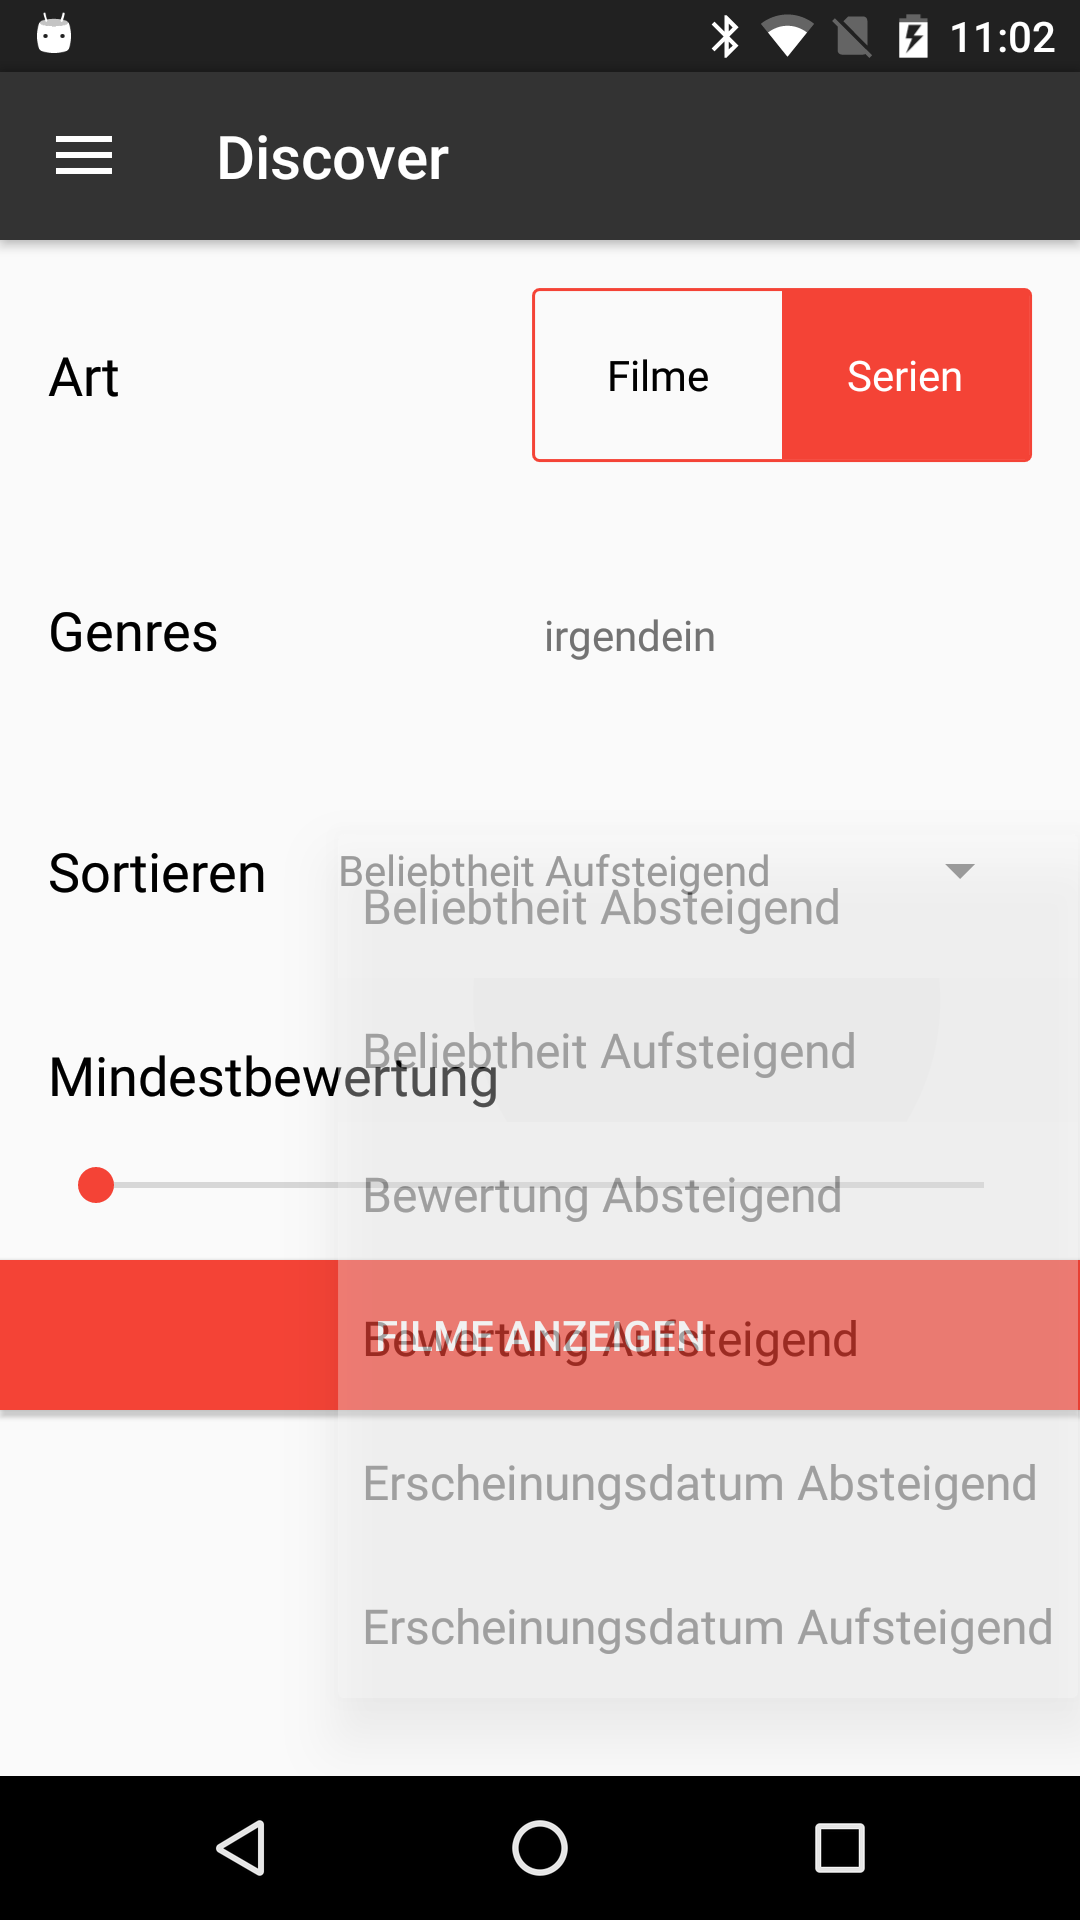 11:02
Discover
Art
Filme
Serien
Genres
irgendein
Sortieren
Beliebtheit Aufsteigend
Beliebtheit Absteigend
Beliebtheit Aufsteigend
Mindestbewertung
Bewertung Absteigend
FILME ANZEIGEN
Bewertung Aufsteigend
Erscheinungsdatum Absteigend
Erscheinungsdatum Aufsteigend